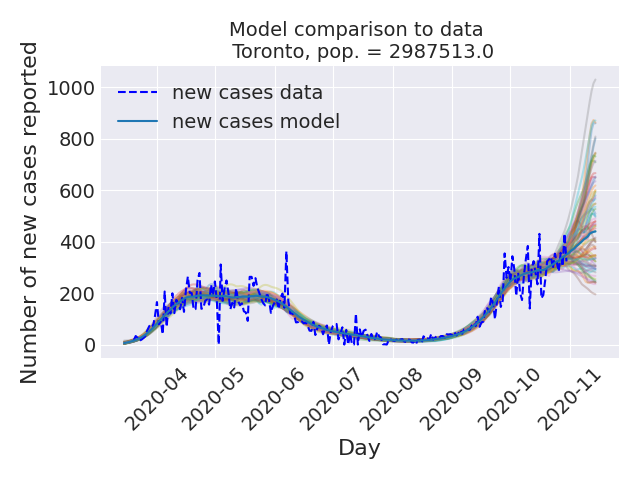 Model comparison to data
Toronto, pop. = 2987513.0
new cases data
new cases model
Number of new cases reported
1000
800
600
400
200
0
2020-04
2020-05
2020-06
2020-07
2020-08
2020-09
2020-10
2020-11
Day